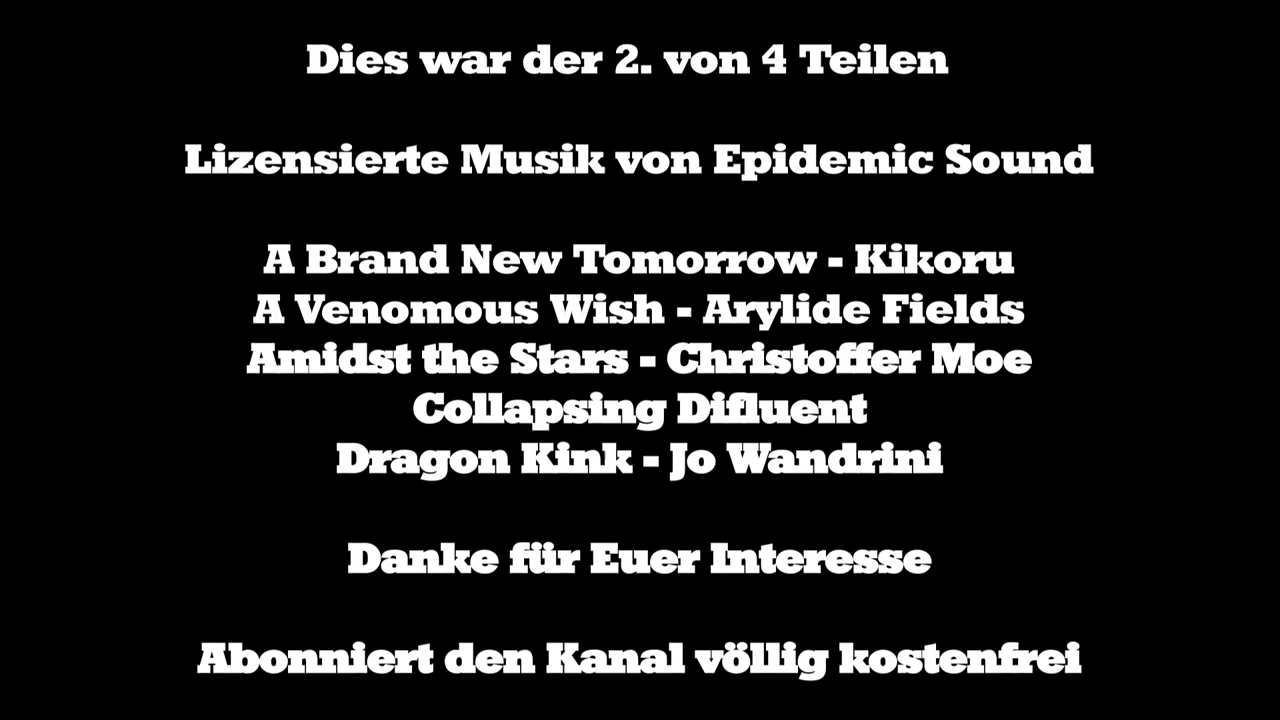 Dies war der 2. von 4 Teilen
Lizensierte Musik von Epidemic Sound
A Brand New Tomorrow - Kikoru
A Venomous Wish - Arylide Fields
Amidst the Stars - Christoffer Moe
Collapsing Difluent
Dragon Kink - Jo Wandrini
Danke für Euer Interesse
Abonniert den Kanal völlig kostenfrei